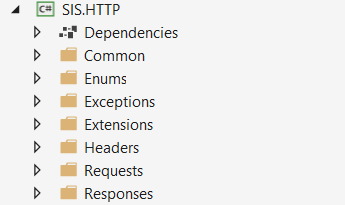 C# SIS.HTTP
Dependencies
Common
Enums
Exceptions
Extensions
Headers
Requests
Responses